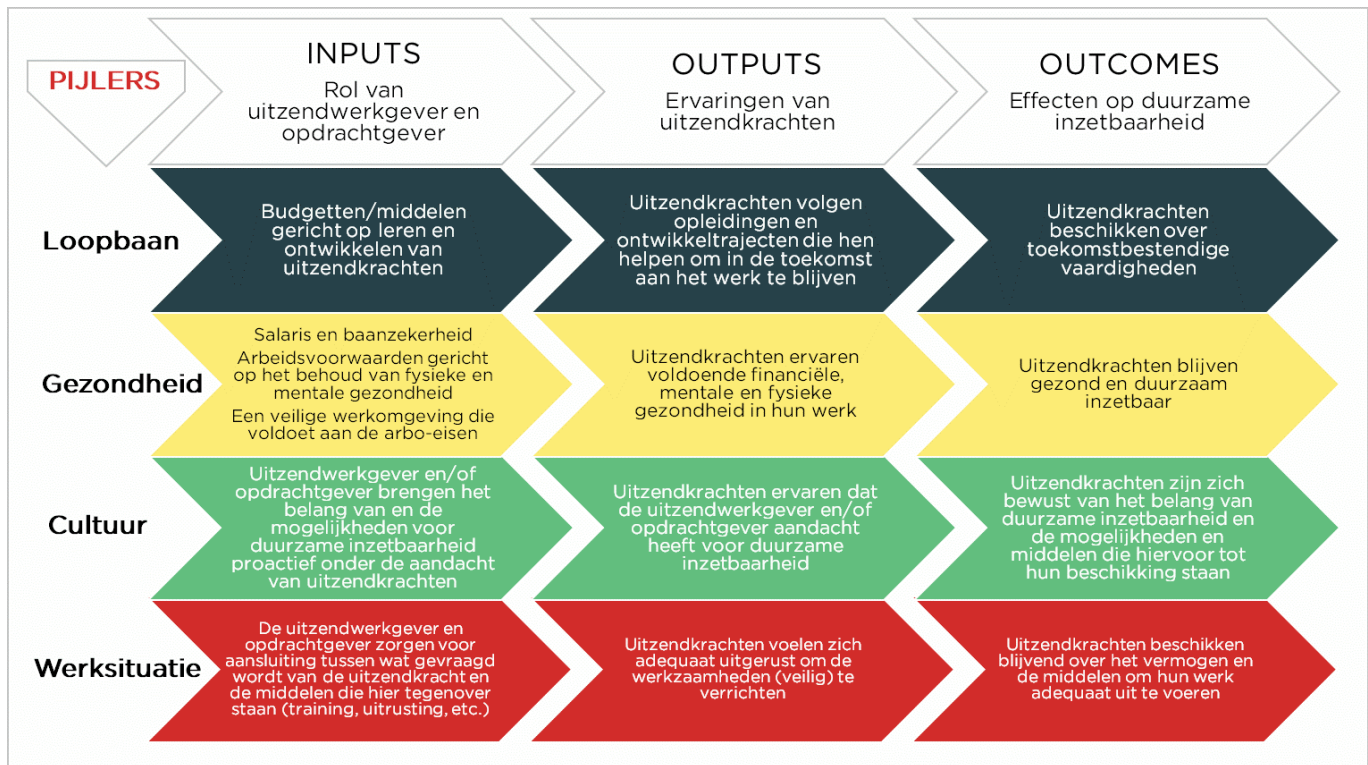 PIJLERS
INPUTS
Rol van
uitzendwerkgever en
opdrachtgever
OUTPUTS
Ervaringen van
uitzendkrachten
OUTCOMES
Effecten op duurzame
inzetbaarheid
Loopbaan
Budgetten/middelen
gericht op leren en
ontwikkelen van
uitzendkrachten
Uitzendkrachten volgen
opleidingen en
ontwikkeltrajecten die hen
helpen om in de toekomst
aan het werk te blijven
Uitzendkrachten
beschikken over
toekomstbestendige
vaardigheden
Gezondheid
Salaris en baanzekerheid
Arbeidsvoorwaarden gericht
op het behoud van fysieke en
mentale gezondheid
Een veilige werkomgeving die
voldoet aan de arbo-eisen
Uitzendkrachten ervaren
voldoende financiële,
mentale en fysieke
gezondheid in hun werk
Uitzendkrachten blijven
gezond en duurzaam
inzetbaar
Cultuur
Uitzendwerkgever en/of
opdrachtgever brengen het
belang van en de
mogelijkheden voor
duurzame inzetbaarheid
proactief onder de aandacht
van uitzendkrachten
Uitzendkrachten ervaren dat
de uitzendwerkgever en/of
opdrachtgever aandacht
heeft voor duurzame
inzetbaarheid
Uitzendkrachten zijn zich
bewust van het belang van
duurzame inzetbaarheid en
de mogelijkheden en
middelen die hiervoor tot
hun beschikking staan
Werksituatie
De uitzendwerkgever en
opdrachtgever zorgen voor
aansluiting tussen wat gevraagd
wordt van de uitzendkracht en
de middelen die hier tegenover
staan (training, uitrusting, etc.)
Uitzendkrachten voelen zich
adequaat uitgerust om de
werkzaamheden (veilig) te
verrichten
Uitzendkrachten beschikken
blijvend over het vermogen en
de middelen om hun werk
adequaat uit te voeren